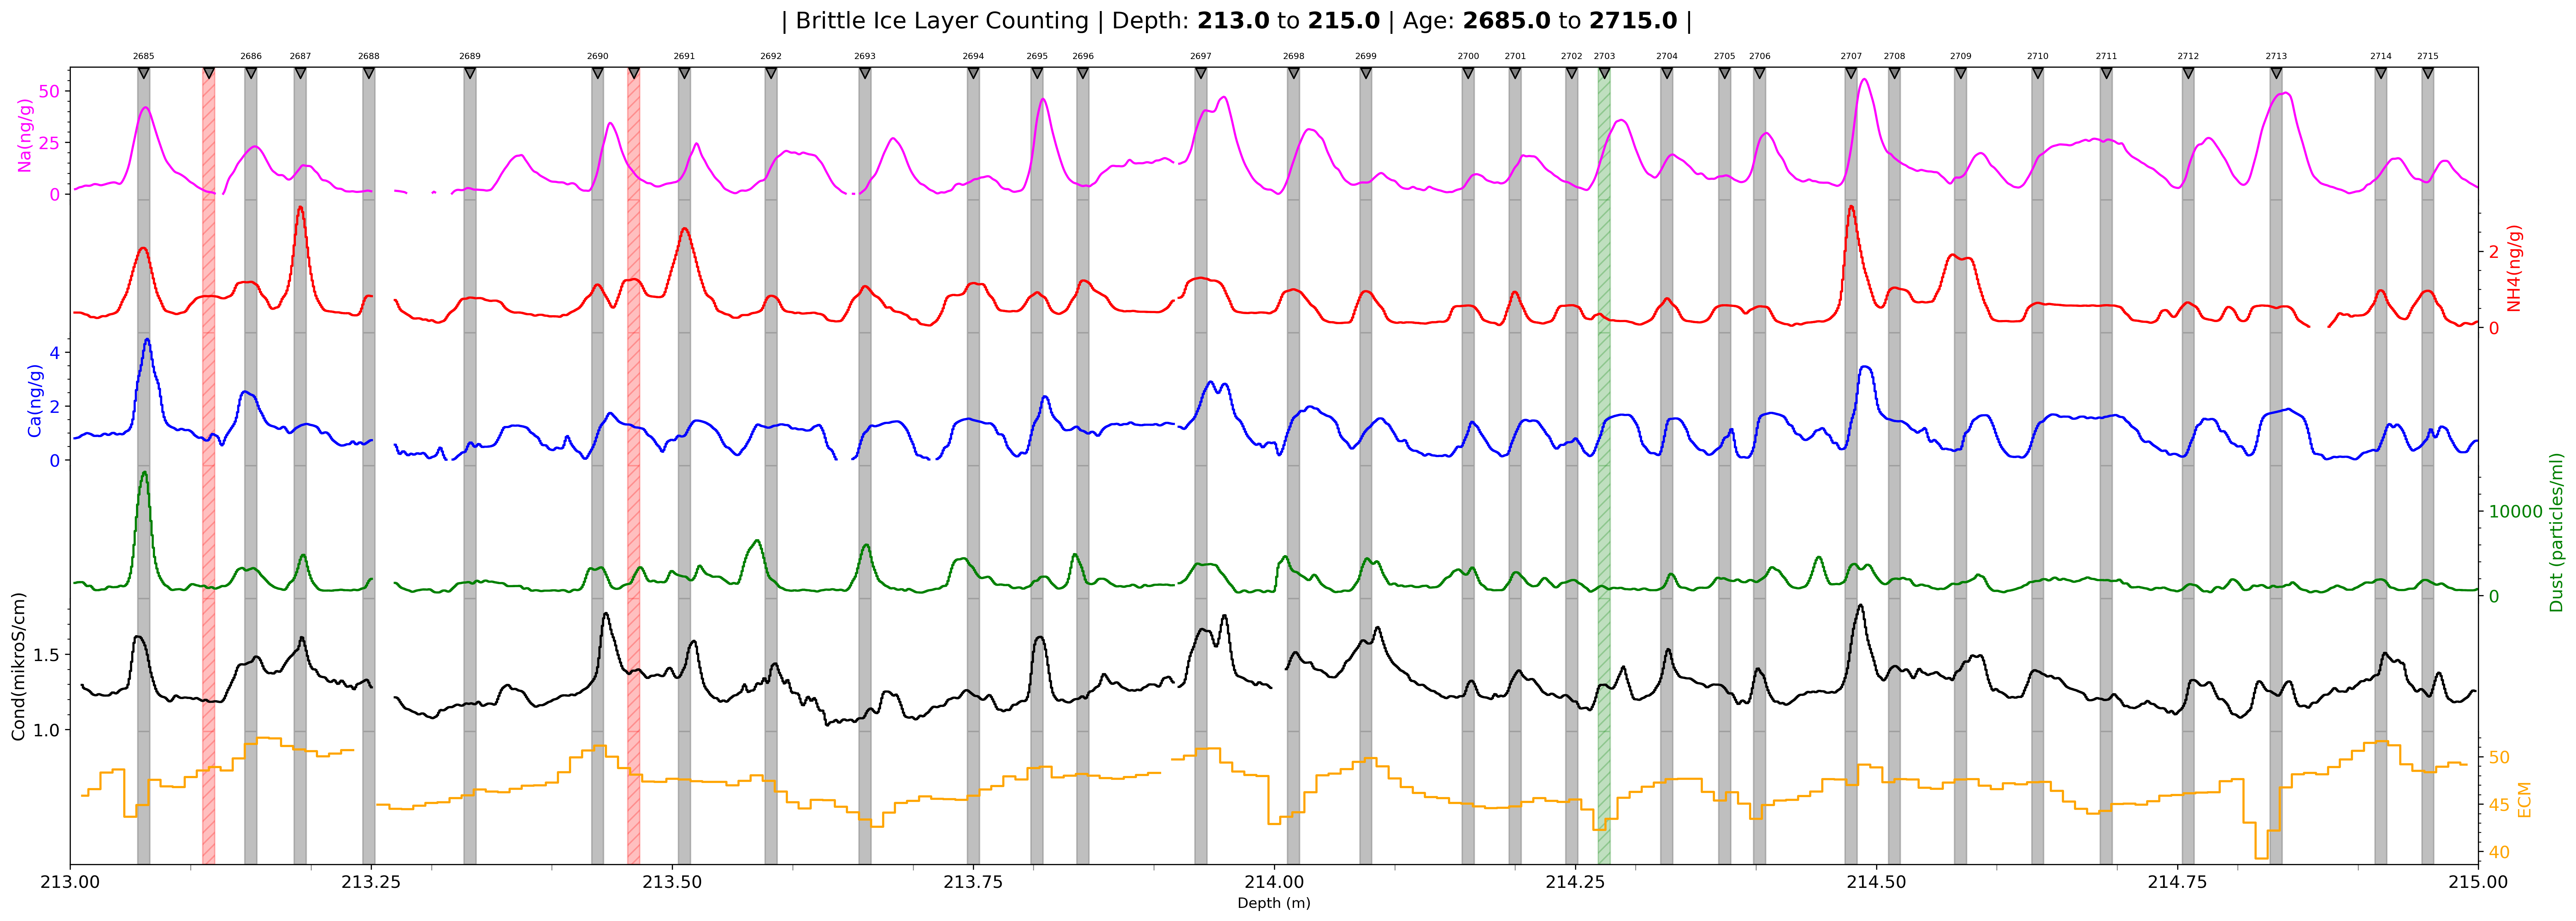 | Brittle Ice Layer Counting | Depth: 213.0 to 215.0 | Age: 2685.0 to 2715.0 |
2685 2686 2687 2688 2689 2690 2691 2692 2693 2694 2695 2696 2697 2698 2699 2700 2701 2702 2703 2704 2705 2706 2707 2708 2709 2710 2711 2712 2713 2714 2715
Na(ng/g)
50
25
0
NH4(ng/g)
2
0
Ca(ng/g)
4
2
0
Dust (particles/ml)
10000
0
Cond(mikroS/cm)
1.5
1.0
ECM
50
45
40
213.00 213.25 213.50 213.75 214.00 214.25 214.50 214.75 215.00
Depth (m)